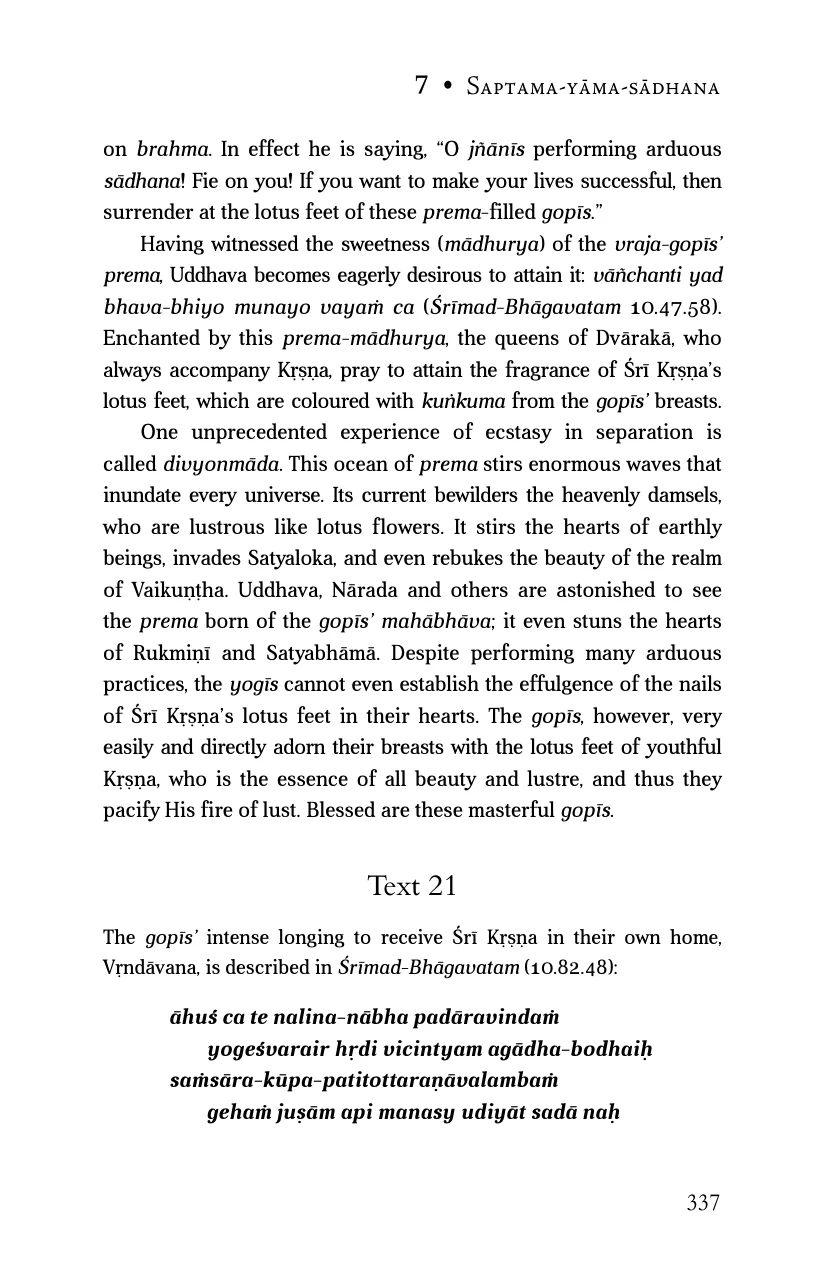 7 • Saptama-yāma-sādhana
on brahma. In effect he is saying, “O jñānīs performing arduous
sādhana! Fie on you! If you want to make your lives successful, then
surrender at the lotus feet of these prema-filled gopīs.”
Having witnessed the sweetness (mādhurya) of the vraja-gopīs’
prema, Uddhava becomes eagerly desirous to attain it: vāñchanti yad
bhava-bhiyo munayo vayaṁ ca (Śrīmad-Bhāgavatam 10.47.58).
Enchanted by this prema-mādhurya, the queens of Dvārakā, who
always accompany Kṛṣṇa, pray to attain the fragrance of Śrī Kṛṣṇa’s
lotus feet, which are coloured with kuṅkuma from the gopīs’ breasts.
One unprecedented experience of ecstasy in separation is
called divyonmāda. This ocean of prema stirs enormous waves that
inundate every universe. Its current bewilders the heavenly damsels,
who are lustrous like lotus flowers. It stirs the hearts of earthly
beings, invades Satyaloka, and even rebukes the beauty of the realm
of Vaikuṇṭha. Uddhava, Nārada and others are astonished to see
the prema born of the gopīs’ mahābhāva; it even stuns the hearts
of Rukmiṇī and Satyabhāmā. Despite performing many arduous
practices, the yogīs cannot even establish the effulgence of the nails
of Śrī Kṛṣṇa’s lotus feet in their hearts. The gopīs, however, very
easily and directly adorn their breasts with the lotus feet of youthful
Kṛṣṇa, who is the essence of all beauty and lustre, and thus they
pacify His fire of lust. Blessed are these masterful gopīs.
Text 21
The gopīs’ intense longing to receive Śrī Kṛṣṇa in their own home,
Vṛndāvana, is described in Śrīmad-Bhāgavatam (10.82.48):
āhuś ca te nalina-nābha padāravindaṁ
yogeśvarair hṛdi vicintyam agādha-bodhaiḥ
saṁsāra-kūpa-patitottaraṇāvalambaṁ
gehaṁ juṣām api manasy udiyāt sadā naḥ
337